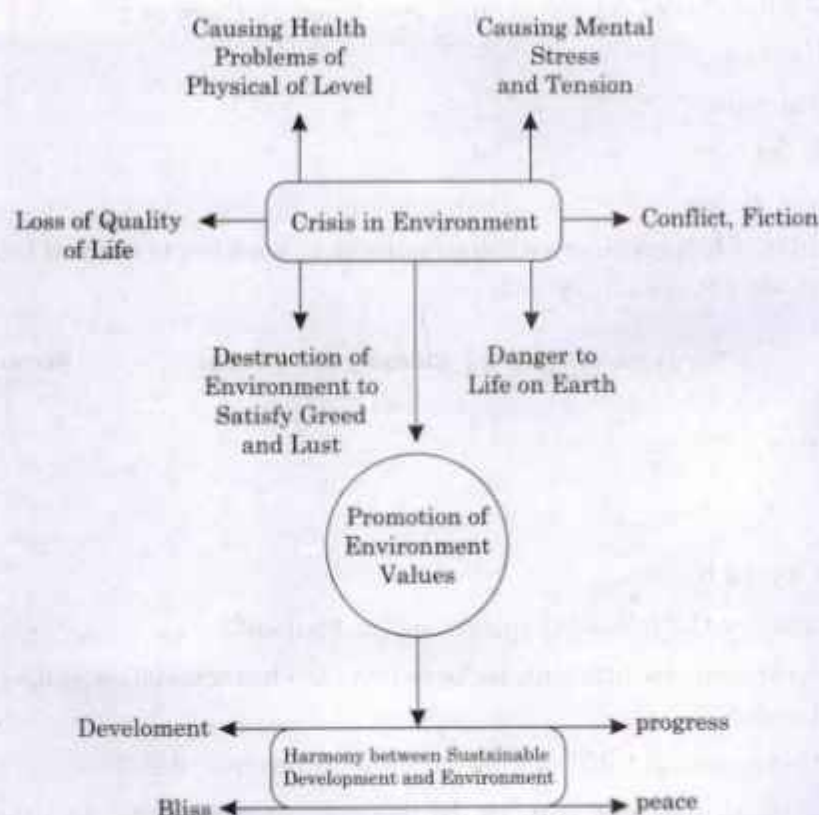 Causing Health
Problems of
Physical of Level
Causing Mental
Stress
and Tension
Loss of Quality
of Life
Crisis in Environment
Conflict, Fiction
Destruction of
Environment to
Satisfy Greed
and Lust
Danger to
Life on Earth
Promotion of
Environment
Values
Develoment
progress
Harmony between Sustainable
Development and Environment
Bliss
peace